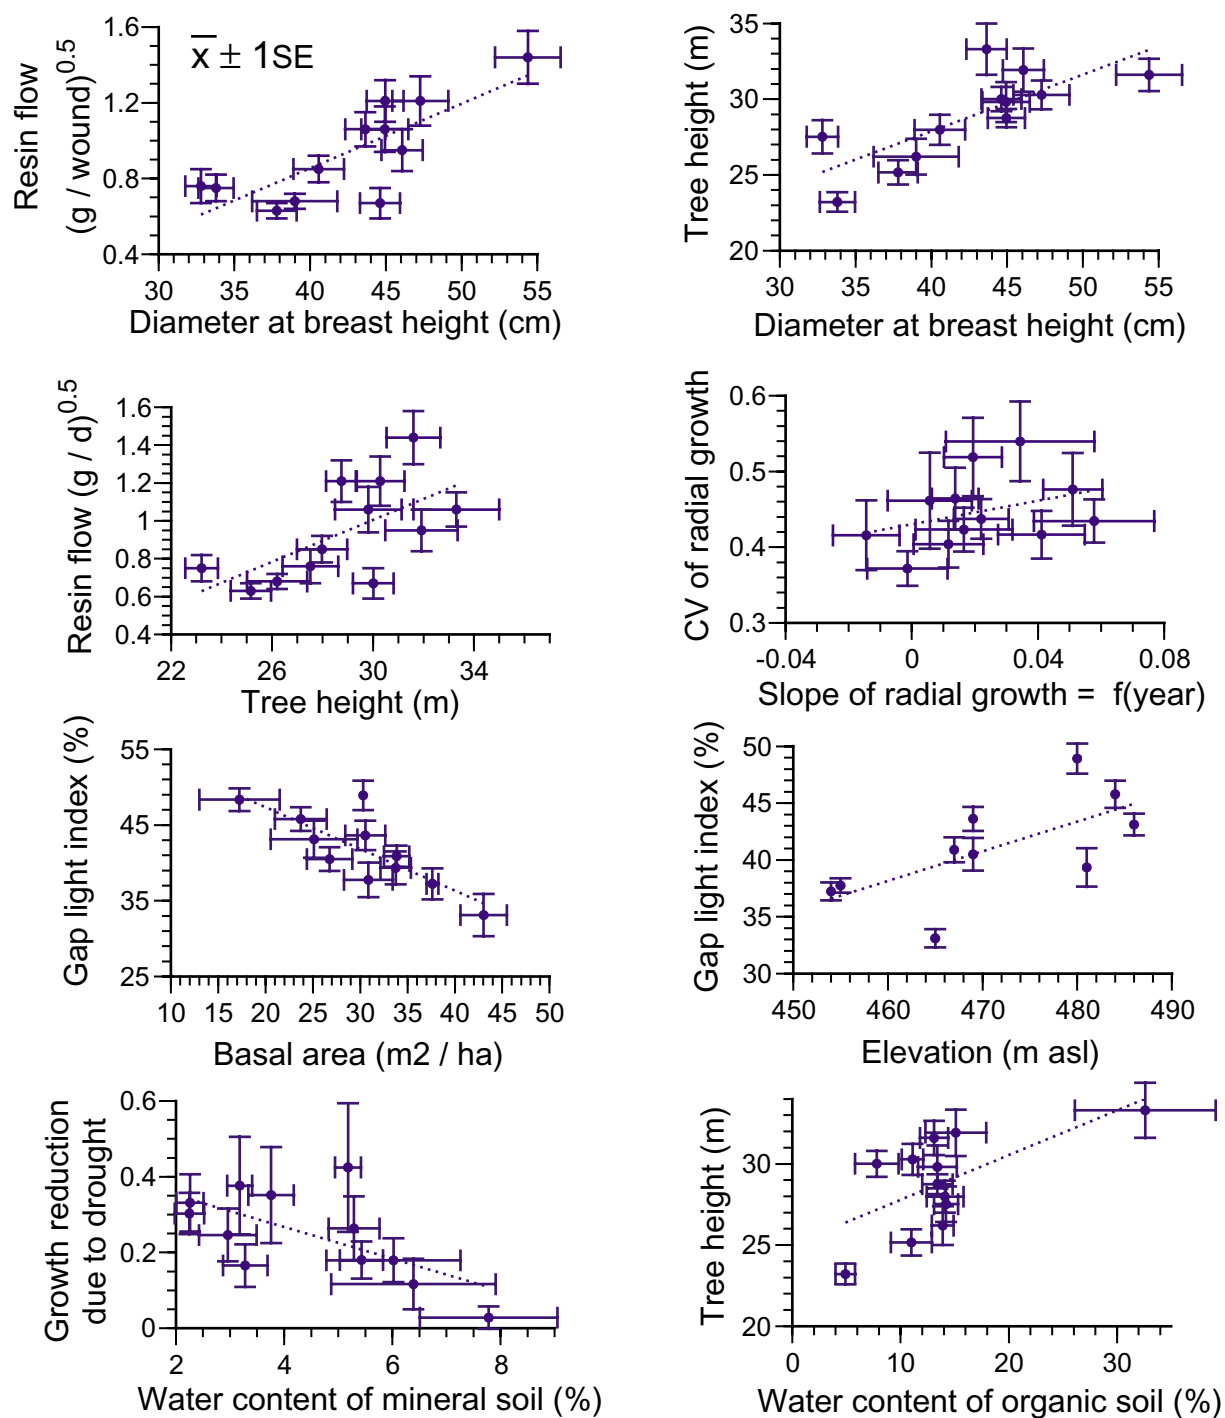 1.6
1.2
0.8
0.4
Resin flow
(g / wound)^0.5
x̄ ± 1SE
30 35 40 45 50 55
Diameter at breast height (cm)
35
30
25
20
Tree height (m)
30 35 40 45 50 55
Diameter at breast height (cm)
1.6
1.4
1.2
1
0.8
0.6
0.4
Resin flow (g / d)^0.5
22 26 30 34
Tree height (m)
0.6
0.5
0.4
0.3
CV of radial growth
-0.04 0 0.04 0.08
Slope of radial growth = f(year)
55
45
35
25
Gap light index (%)
10 15 20 25 30 35 40 45 50
Basal area (m2 / ha)
50
45
40
35
30
Gap light index (%)
450 460 470 480 490
Elevation (m asl)
0.6
0.4
0.2
0
Growth reduction
due to drought
2 4 6 8
Water content of mineral soil (%)
30
25
20
Tree height (m)
0 10 20 30
Water content of organic soil (%)